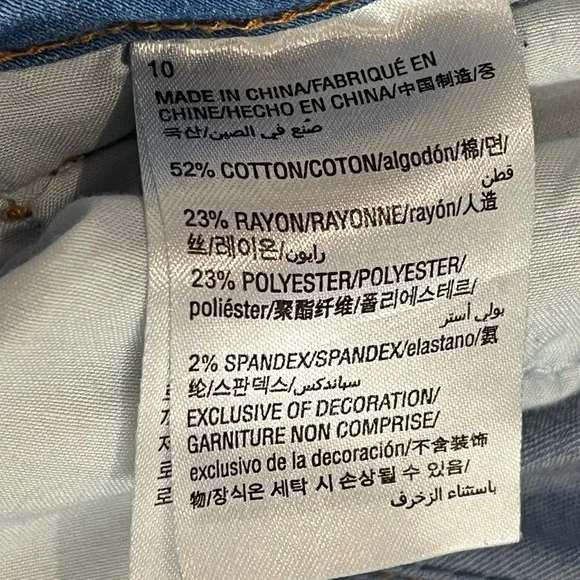 10
MADE IN CHINA/FABRIQUÉ EN
CHINE/HECHO EN CHINA/中国制造/중
국산/صنع في الصين
52% COTTON/COTON/algodón/棉/면/
قطن
23% RAYON/RAYONNE/rayón/人造
丝/레이온/رايون
23% POLYESTER/POLYESTER/
poliéster/聚酯纤维/폴리에스테르/
بولي أستر
2% SPANDEX/SPANDEX/elastano/氨
纶/스판덱스/سباندكس
EXCLUSIVE OF DECORATION/
GARNITURE NON COMPRISE/
exclusivo de la decoración/不含装饰
物/장식은 세탁 시 손상될 수 있음/
باستثناء الزخرف